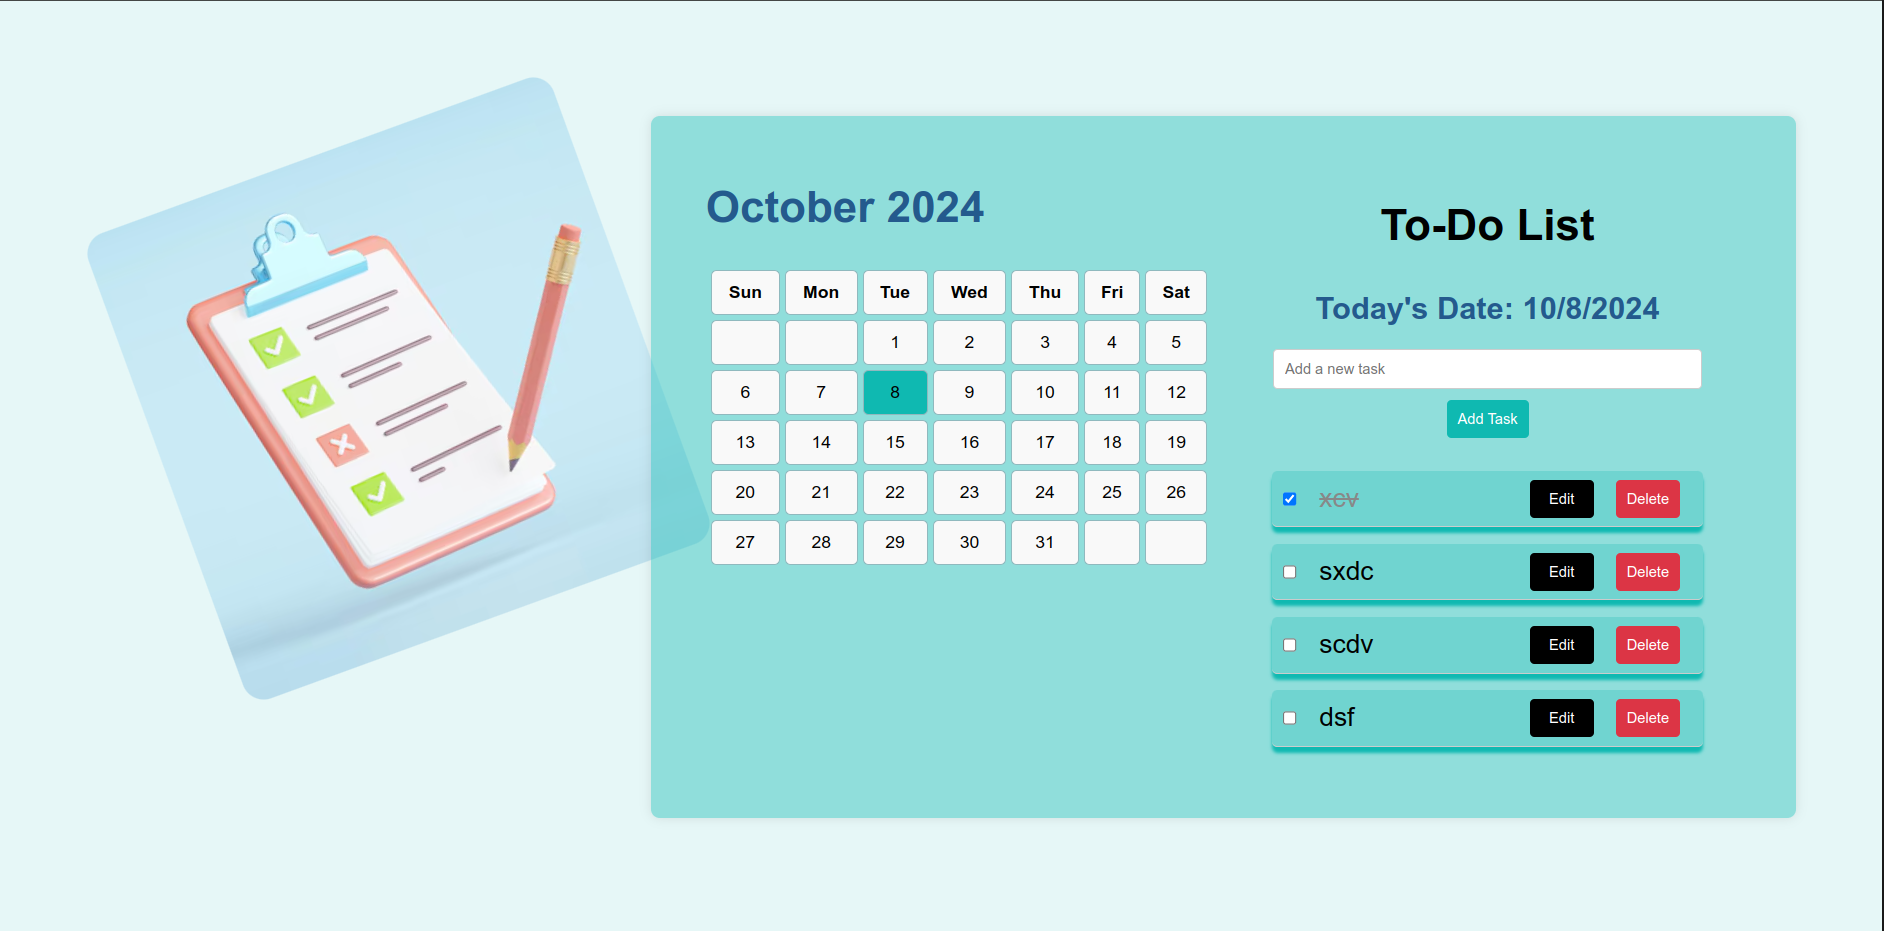 October 2024
Sun Mon Tue Wed Thu Fri Sat
1 2 3 4 5
6 7 8 9 10 11 12
13 14 15 16 17 18 19
20 21 22 23 24 25 26
27 28 29 30 31
To-Do List
Today's Date: 10/8/2024
Add a new task
Add Task
xcv Edit Delete
sxdc Edit Delete
scdv Edit Delete
dsf Edit Delete